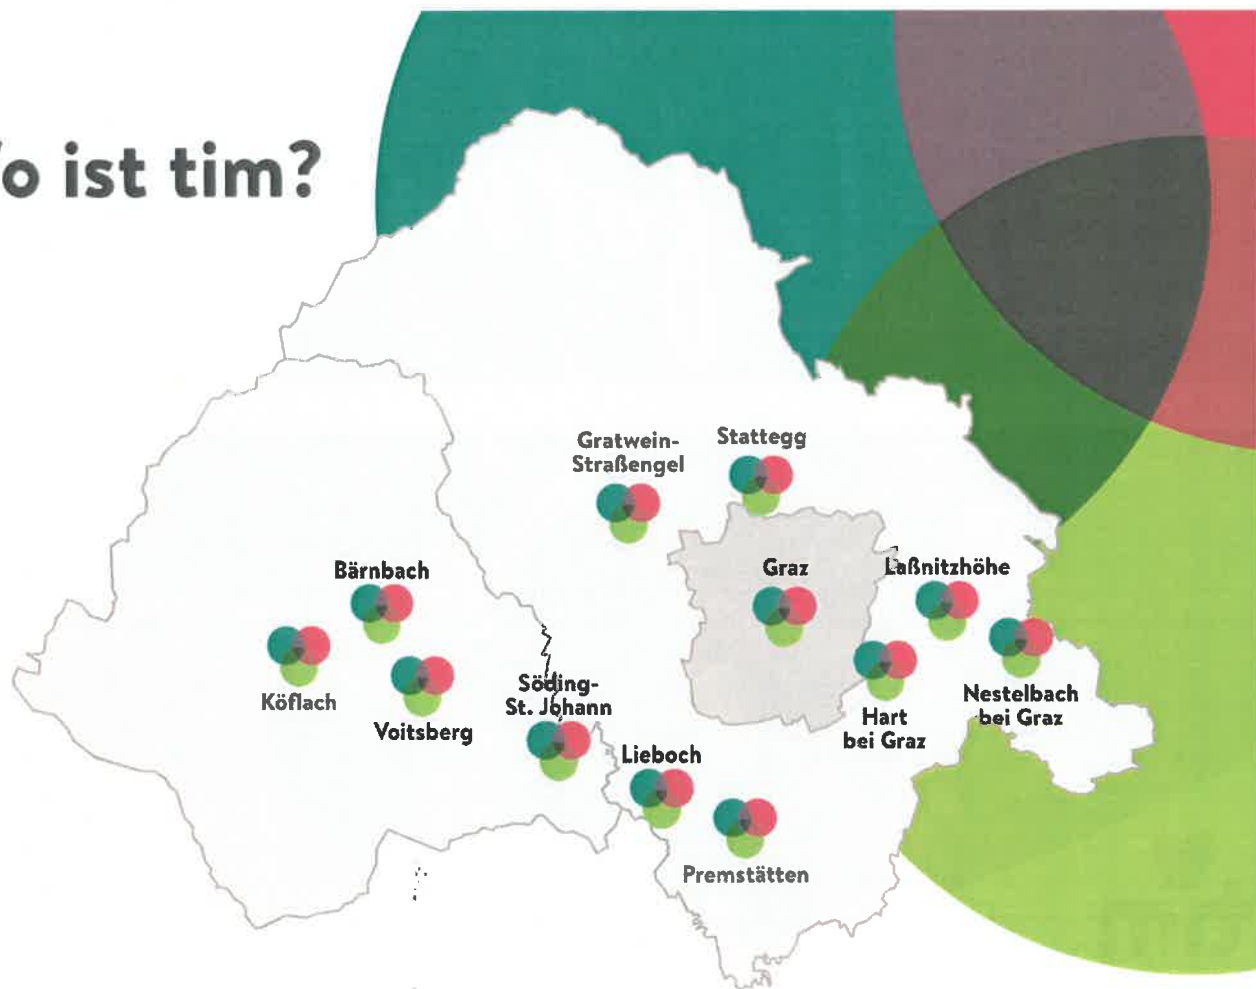 o ist tim?
Stattegg
Gratwein-
Straßengel
Bärnbach
Graz
Laßnitzhöhe
Köflach
Voitsberg
Söding-
St. Johann
Nestelbach
bei Graz
Hart
bei Graz
Lieboch
Premstätten